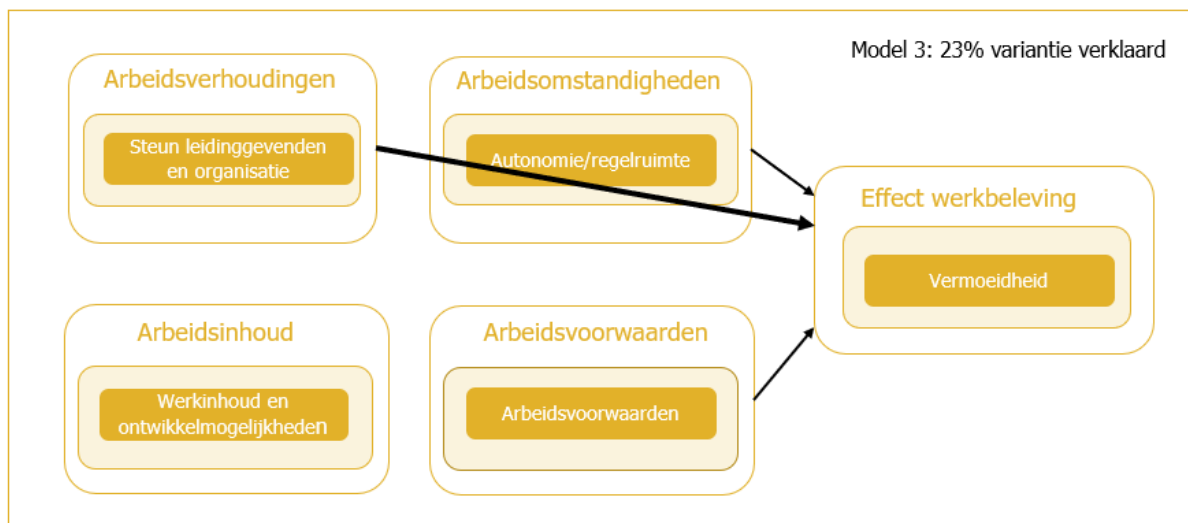 Model 3: 23% variantie verklaard
Arbeidsverhoudingen
Steun leidinggevenden
en organisatie
Arbeidsomstandigheden
Autonomie/regelruimte
Effect werkbeleving
Vermoeidheid
Arbeidsinhoud
Werkinhoud en
ontwikkelmogelijkheden
Arbeidsvoorwaarden
Arbeidsvoorwaarden